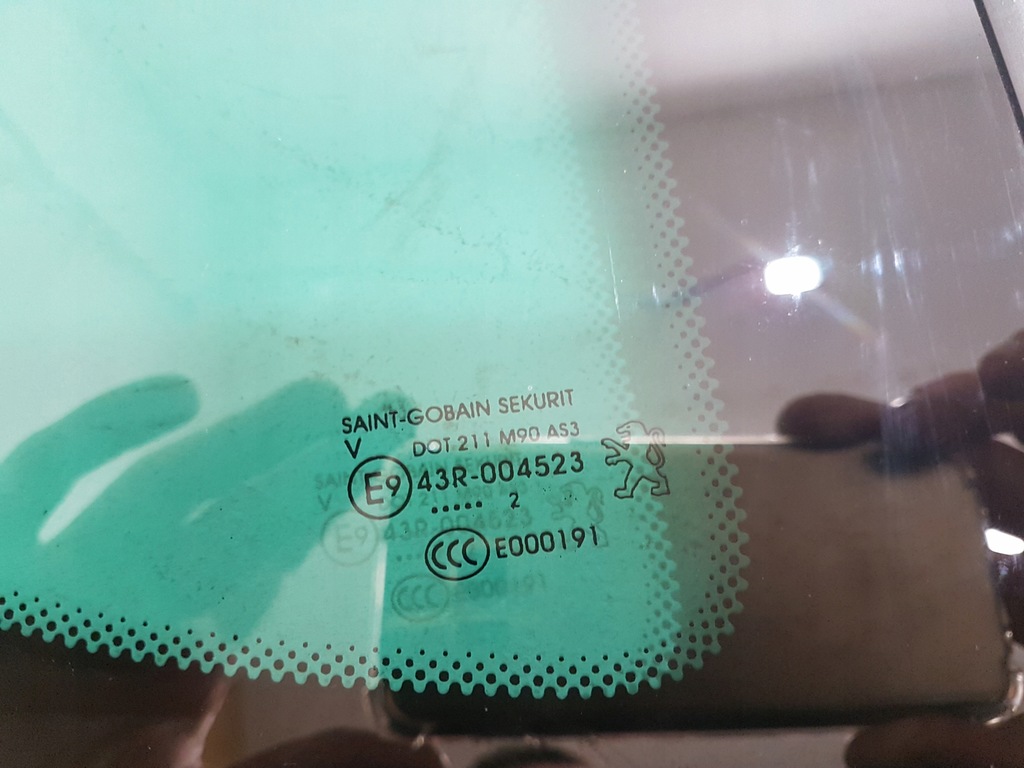 SAINT-GOBAIN SEKURIT
V DOT 211 M90 AS3
E9 43R-004523
..... 2
CCC E000191